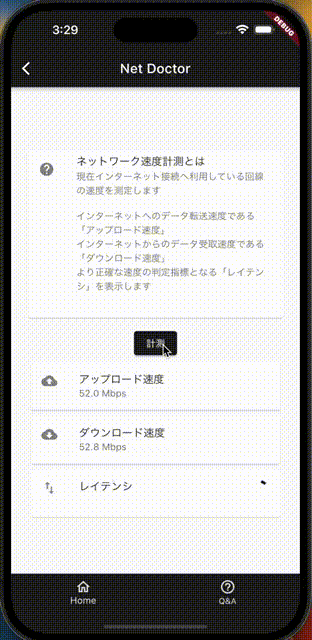 3:29
DEBUG
Net Doctor
ネットワーク速度計測とは
現在インターネット接続へ利用している回線
の速度を測定します
インターネットへのデータ転送速度である
「アップロード速度」
インターネットからのデータ受取速度である
「ダウンロード速度」
より正確な速度の判定指標となる「レイテン
シ」を表示します
計測
アップロード速度
52.0 Mbps
ダウンロード速度
52.8 Mbps
レイテンシ
Home
Q&A